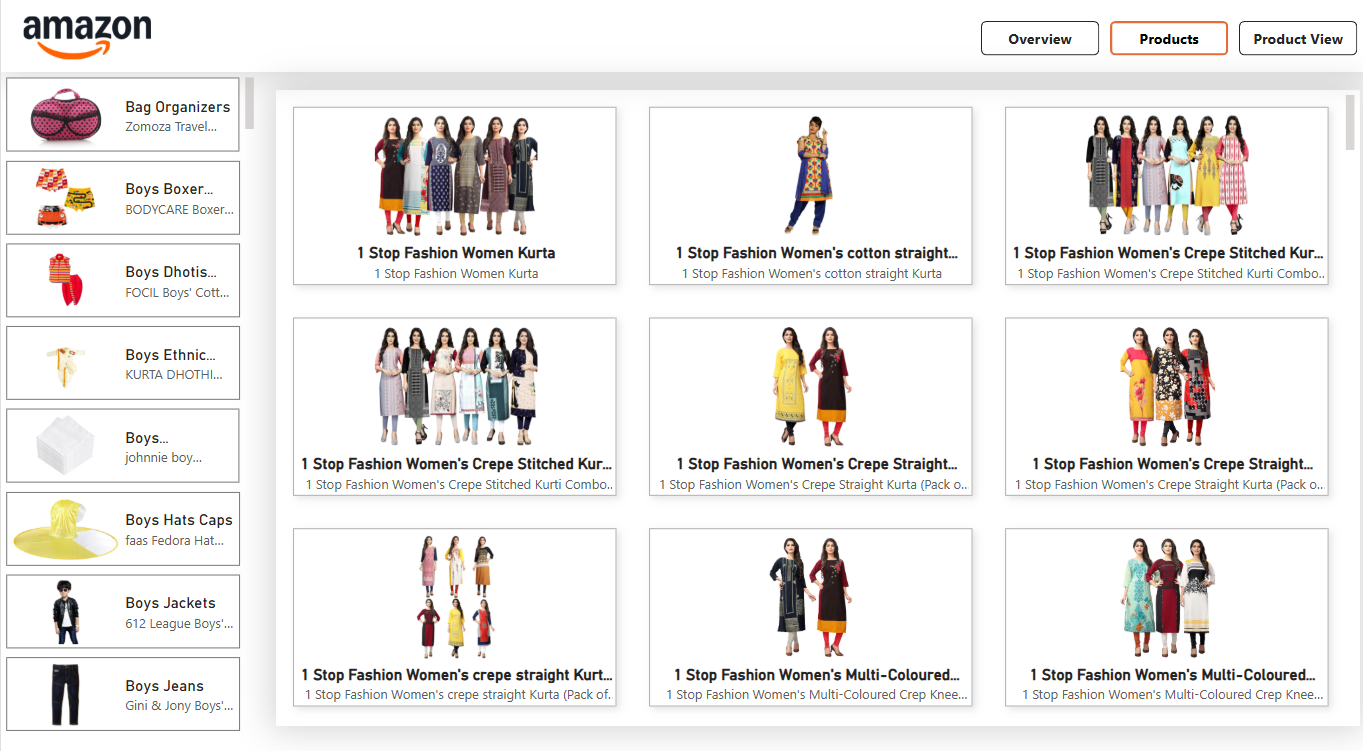 amazon
Overview
Products
Product View
Bag Organizers
Zomoza Travel...
Boys Boxer...
BODYCARE Boxer...
Boys Dhotis...
FOCIL Boys' Cott...
Boys Ethnic...
KURTA DHOTHI...
Boys...
johnnie boy...
Boys Hats Caps
faas Fedora Hat...
Boys Jackets
612 League Boys'...
Boys Jeans
Gini & Jony Boys'...
1 Stop Fashion Women Kurta
1 Stop Fashion Women Kurta
1 Stop Fashion Women's cotton straight...
1 Stop Fashion Women's cotton straight Kurta
1 Stop Fashion Women's Crepe Stitched Kur...
1 Stop Fashion Women's Crepe Stitched Kurti Combo..
1 Stop Fashion Women's Crepe Stitched Kur...
1 Stop Fashion Women's Crepe Stitched Kurti Combo..
1 Stop Fashion Women's Crepe Straight...
1 Stop Fashion Women's Crepe Straight Kurta (Pack o..
1 Stop Fashion Women's Crepe Straight...
1 Stop Fashion Women's Crepe Straight Kurta (Pack o...
1 Stop Fashion Women's crepe straight Kurt...
1 Stop Fashion Women's crepe straight Kurta (Pack of.
1 Stop Fashion Women's Multi-Coloured...
1 Stop Fashion Women's Multi-Coloured Crep Knee...
1 Stop Fashion Women's Multi-Coloured...
1 Stop Fashion Women's Multi-Coloured Crep Knee...